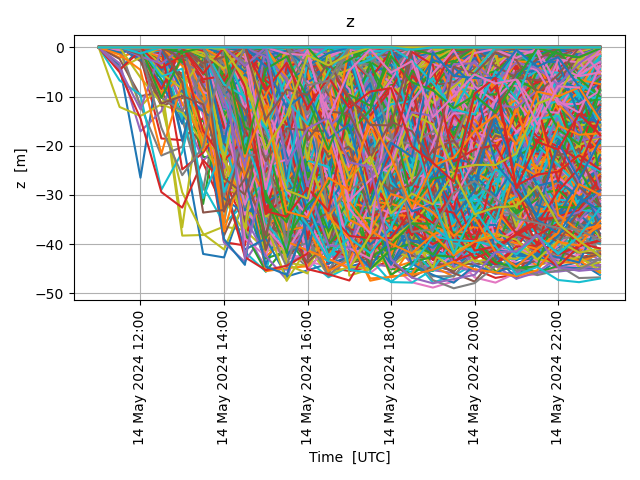 z
0
−10
−20
−30
−40
−50
z [m]
14 May 2024 12:00
14 May 2024 14:00
14 May 2024 16:00
14 May 2024 18:00
14 May 2024 20:00
14 May 2024 22:00
Time [UTC]